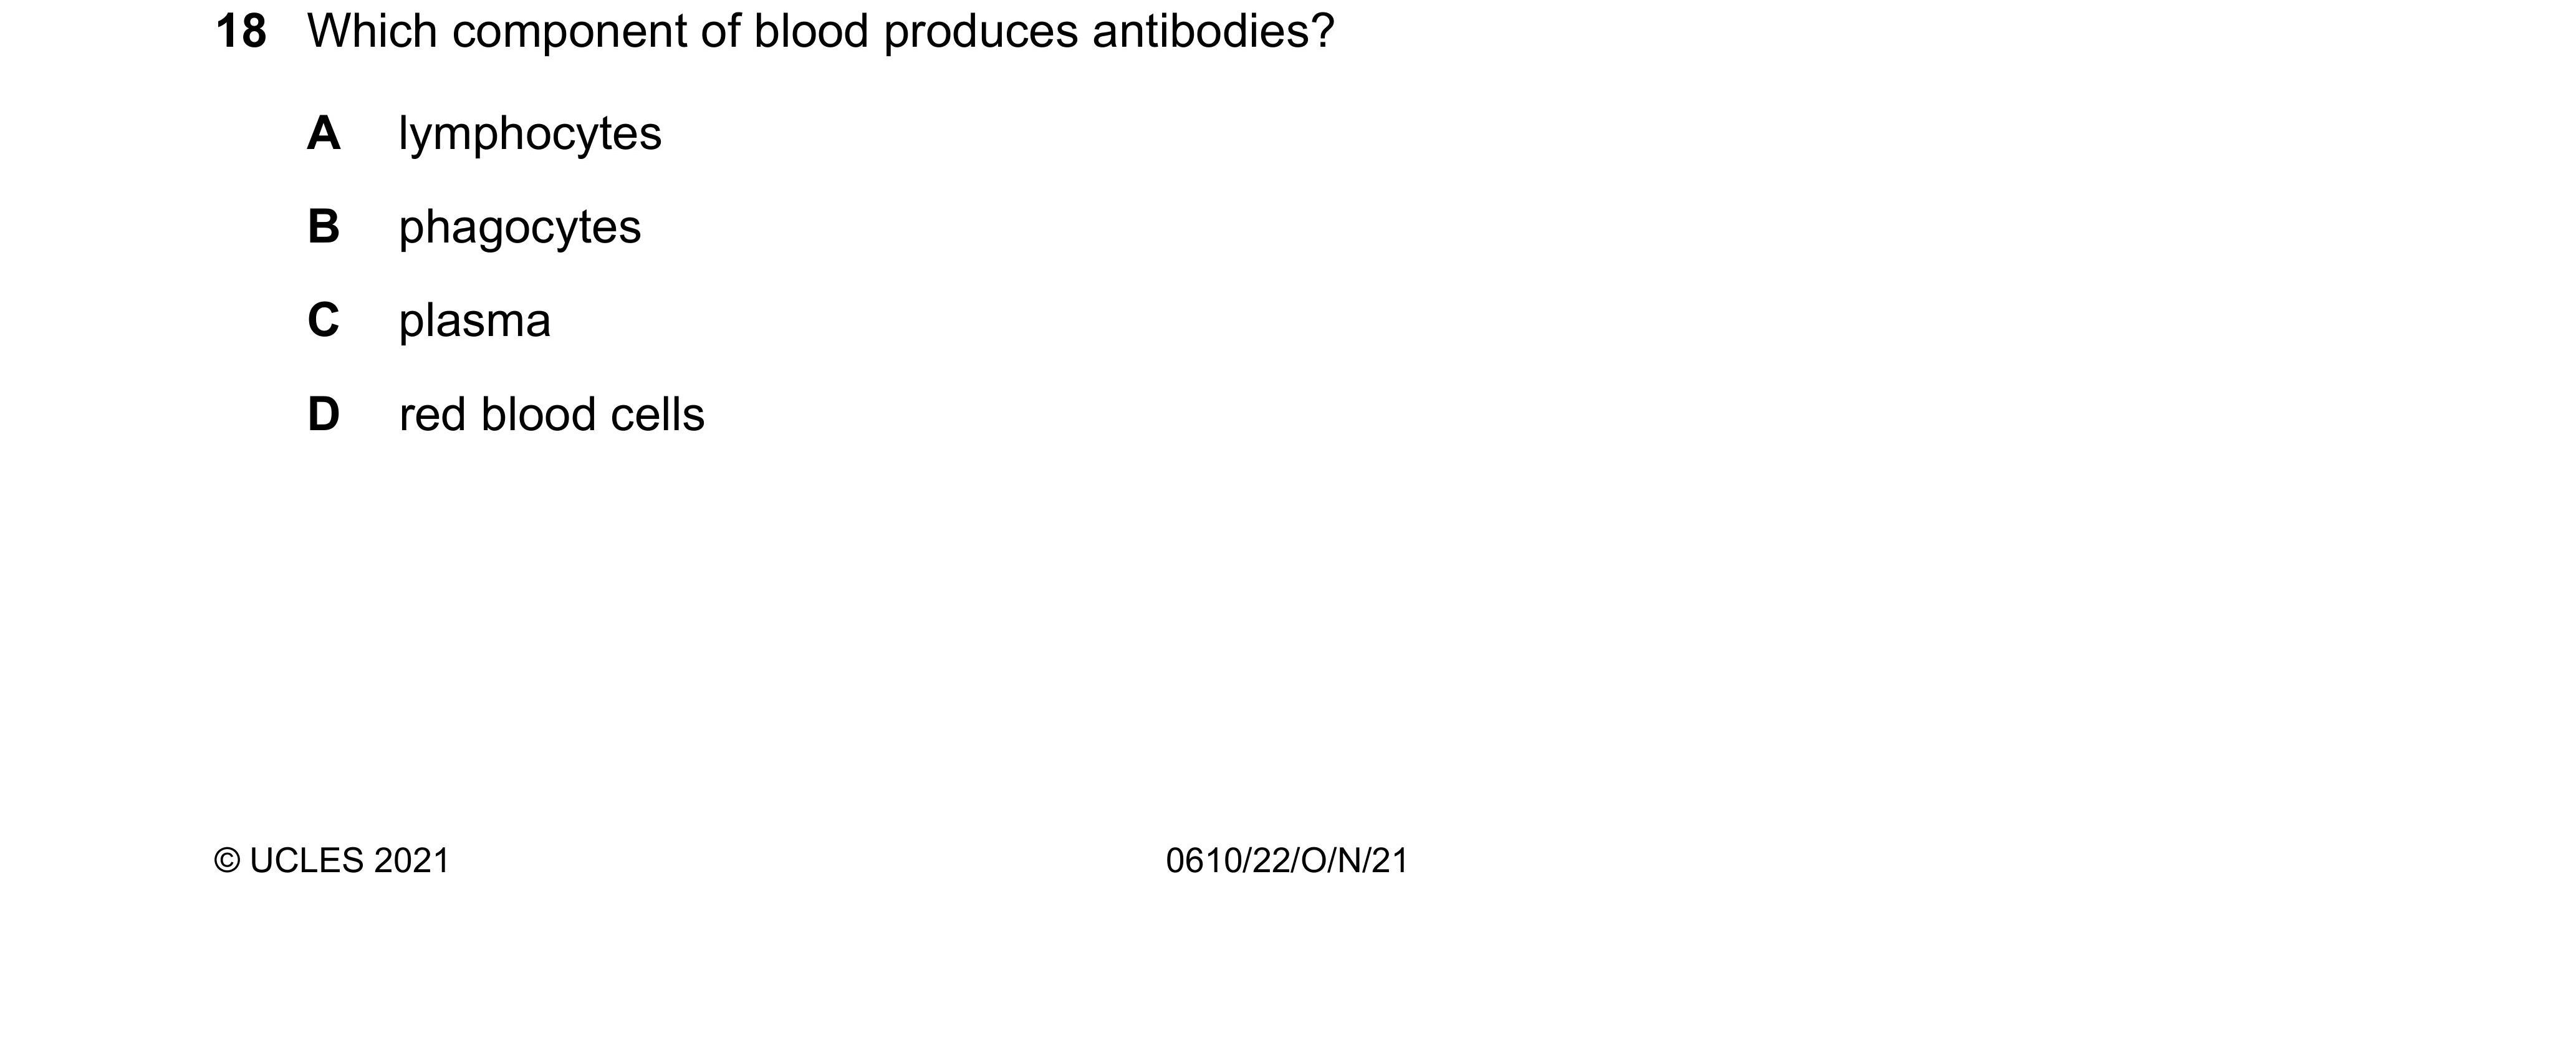 18 Which component of blood produces antibodies?
A lymphocytes
B phagocytes
C plasma
D red blood cells
© UCLES 2021 0610/22/O/N/21